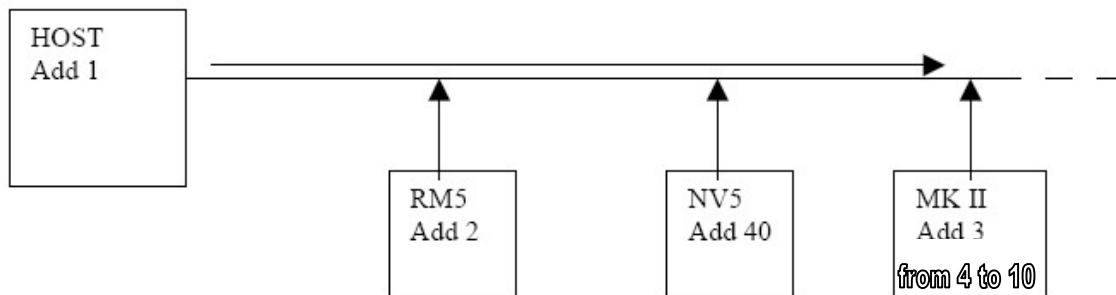 HOST
Add 1
RM5
Add 2
NV5
Add 40
MK II
Add 3
from 4 to 10